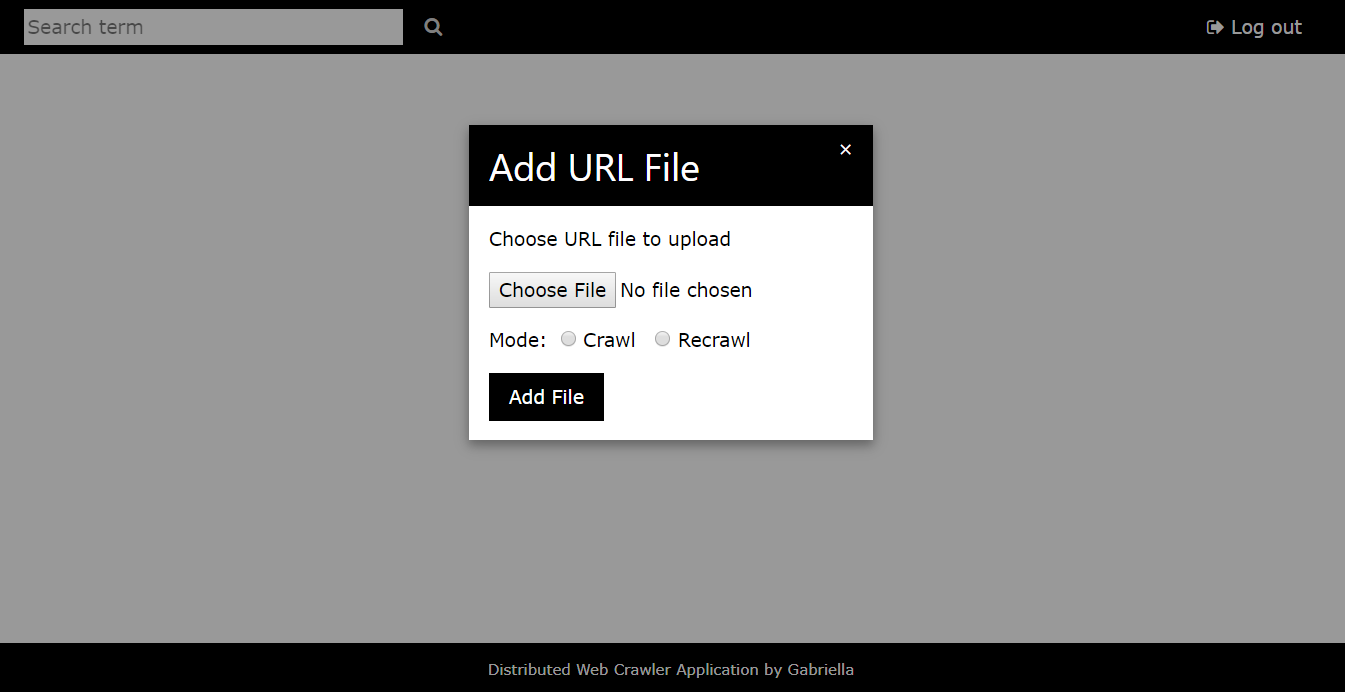 Search term
Log out
Add URL File
×
Choose URL file to upload
Choose File No file chosen
Mode: Crawl Recrawl
Add File
Distributed Web Crawler Application by Gabriella